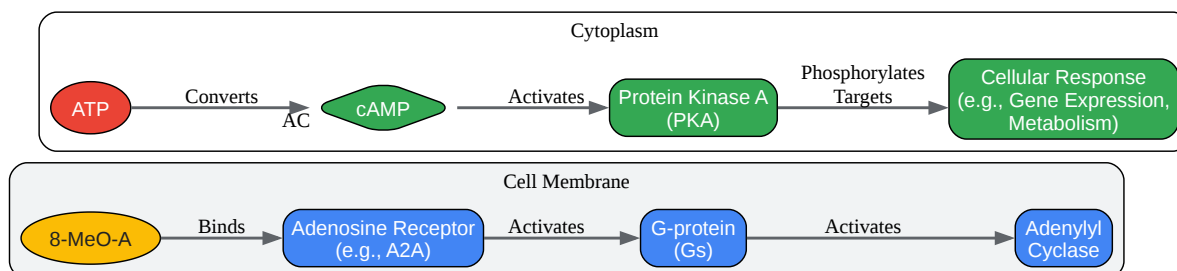 Cytoplasm
ATP
Converts
AC
cAMP
Activates
Protein Kinase A
(PKA)
Phosphorylates
Targets
Cellular Response
(e.g., Gene Expression,
Metabolism)
Cell Membrane
8-MeO-A
Binds
Adenosine Receptor
(e.g., A2A)
Activates
G-protein
(Gs)
Activates
Adenylyl
Cyclase